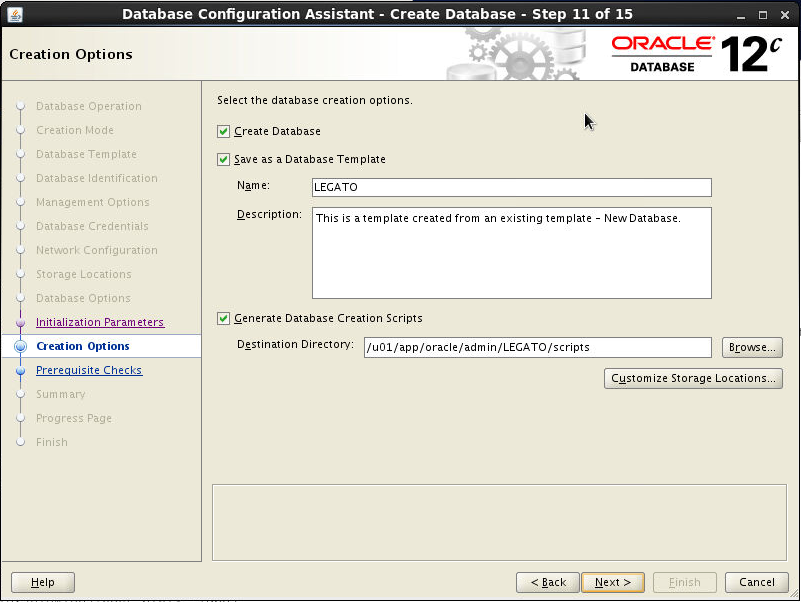 Database Configuration Assistant - Create Database - Step 11 of 15
Creation Options
ORACLE
DATABASE
12c
Database Operation
Creation Mode
Database Template
Database Identification
Management Options
Database Credentials
Network Configuration
Storage Locations
Database Options
Initialization Parameters
Creation Options
Prerequisite Checks
Summary
Progress Page
Finish
Select the database creation options.
Create Database
Save as a Database Template
Name: LEGATO
Description: This is a template created from an existing template - New Database.
Generate Database Creation Scripts
Destination Directory: /u01/app/oracle/admin/LEGATO/scripts Browse...
Customize Storage Locations...
Help < Back Next > Finish Cancel